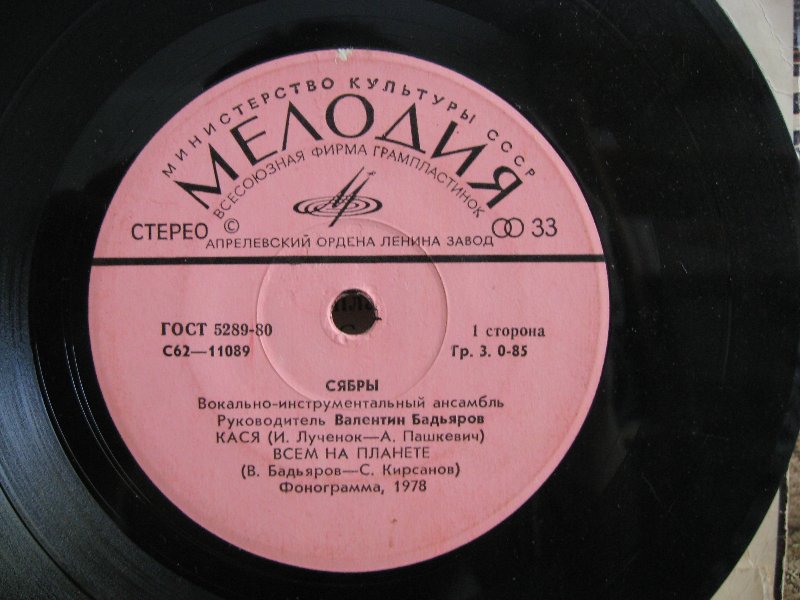 МИНИСТЕРСТВО КУЛЬТУРЫ СССР
МЕЛОДИЯ
ВСЕСОЮЗНАЯ ФИРМА ГРАМПЛАСТИНОК
СТЕРЕО © 33
АПРЕЛЕВСКИЙ ОРДЕНА ЛЕНИНА ЗАВОД
ГОСТ 5289-80 1 сторона
С62—11089 Гр. 3. 0-85
СЯБРЫ
Вокально-инструментальный ансамбль
Руководитель Валентин Бадьяров
КАСЯ (И. Лученок—А. Пашкевич)
ВСЕМ НА ПЛАНЕТЕ
(В. Бадьяров—С. Кирсанов)
Фонограмма, 1978